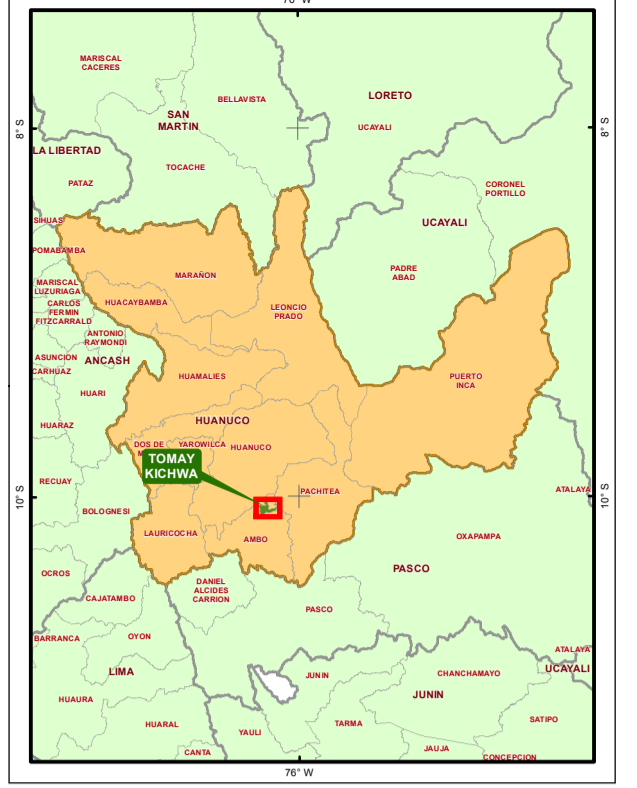 76° W
MARISCAL
CACERES
BELLAVISTA
LORETO
SAN
MARTIN
UCAYALI
8° S
8° S
LA LIBERTAD
TOCACHE
PATAZ
CORONEL
PORTILLO
SIHUAS
UCAYALI
POMABAMBA
PADRE
ABAD
MARAÑON
MARISCAL
LUZURIAGA
HUACAYBAMBA
CARLOS
FERMIN
FITZCARRALD
LEONCIO
PRADO
ANTONIO
RAYMONDI
ASUNCION
ANCASH
CARHUAZ
HUAMALIES
PUERTO
INCA
HUARI
HUANUCO
HUARAZ
DOS DE
YAROWILCA
HUANUCO
TOMAY
KICHWA
RECUAY
PACHITEA
ATALAYA
10° S
10° S
BOLOGNESI
LAURICOCHA
AMBO
OXAPAMPA
PASCO
OCROS
DANIEL
ALCIDES
CARRION
CAJATAMBO
PASCO
BARRANCA
OYON
ATALAYA
UCAYALI
LIMA
JUNIN
CHANCHAMAYO
JUNIN
HUAURA
HUARAL
TARMA
SATIPO
YAULI
CANTA
JAUJA
CONCEPCION
76° W